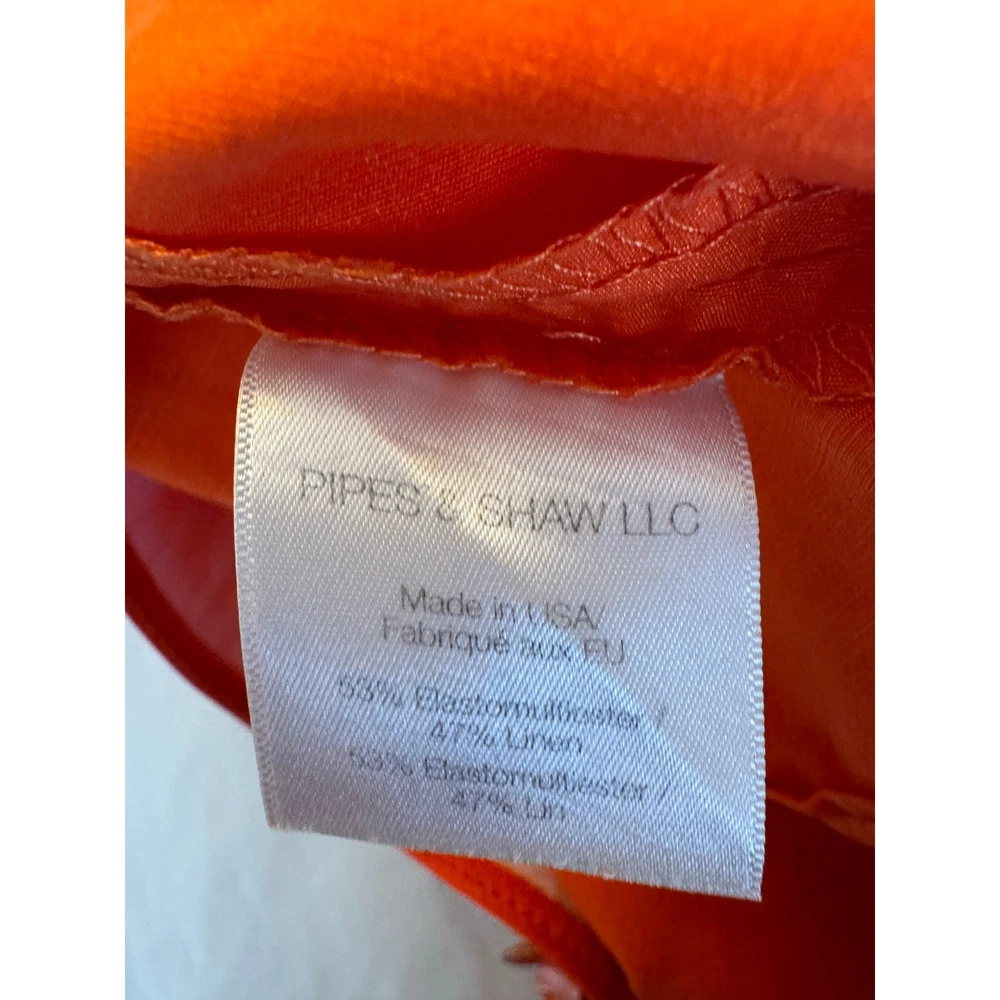 PIPES & SHAW LLC
Made in USA/
Fabriqué aux EU
53% Elastomultiester /
47% Linen
53% Elastomultiester /
47% Lin